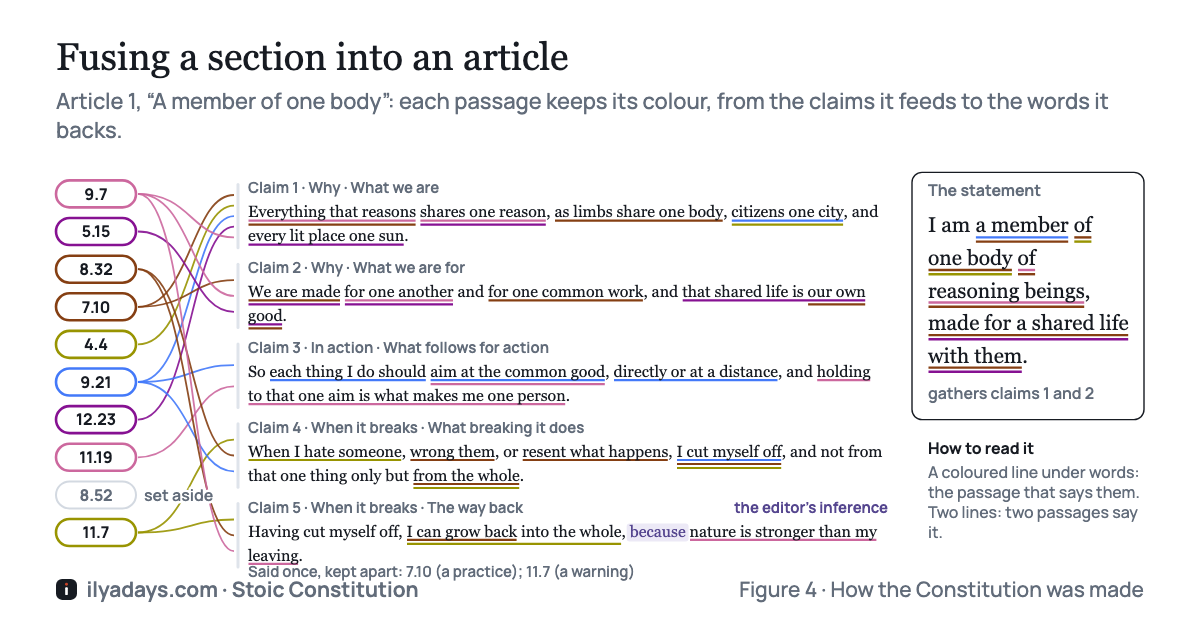 Fusing a section into an article
Article 1, “A member of one body”: each passage keeps its colour, from the claims it feeds to the words it
backs.
9.7
5.15
8.32
7.10
4.4
9.21
12.23
11.19
8.52 set aside
11.7
Claim 1 · Why · What we are
Everything that reasons shares one reason, as limbs share one body, citizens one city, and
every lit place one sun.
Claim 2 · Why · What we are for
We are made for one another and for one common work, and that shared life is our own
good.
Claim 3 · In action · What follows for action
So each thing I do should aim at the common good, directly or at a distance, and holding
to that one aim is what makes me one person.
Claim 4 · When it breaks · What breaking it does
When I hate someone, wrong them, or resent what happens, I cut myself off, and not from
that one thing only but from the whole.
Claim 5 · When it breaks · The way back the editor’s inference
Having cut myself off, I can grow back into the whole, because nature is stronger than my
leaving.
Said once, kept apart: 7.10 (a practice); 11.7 (a warning)
The statement
I am a member of
one body of
reasoning beings,
made for a shared life
with them.
gathers claims 1 and 2
How to read it
A coloured line under words:
the passage that says them.
Two lines: two passages say
it.
i ilyadays.com · Stoic Constitution
Figure 4 · How the Constitution was made